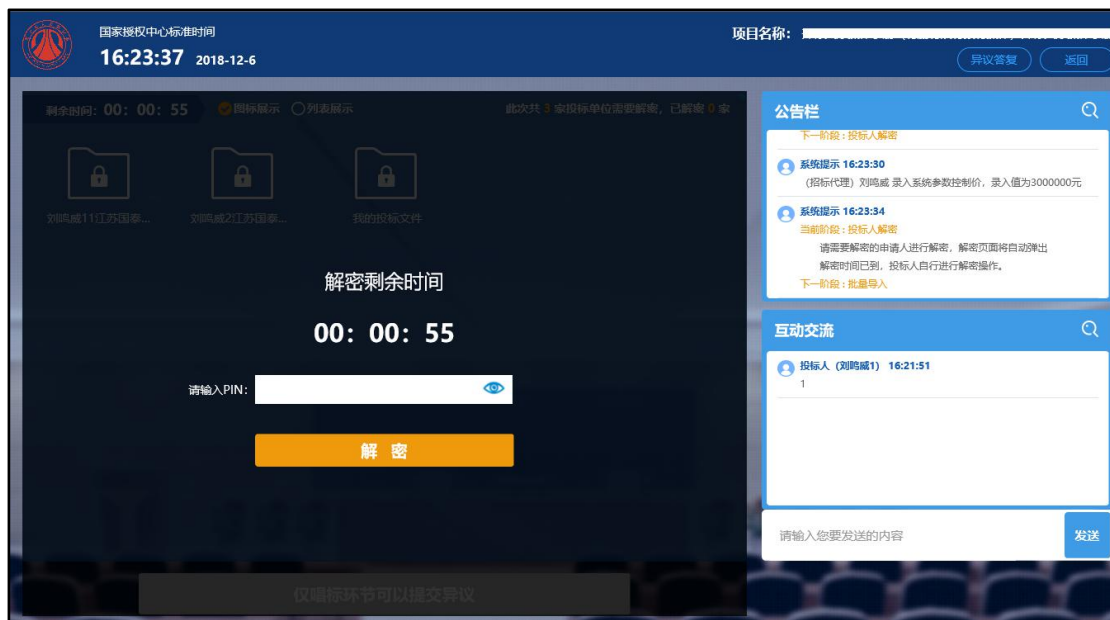 国家授权中心标准时间
16:23:37 2018-12-6
项目名称:
异议答复 返回
剩余时间: 00: 00: 55 图标展示 列表展示 此次共 3 家投标单位需要解密，已解密 0 家
刘鸣威11江苏国泰... 刘鸣威2江苏国泰... 我的投标文件
解密剩余时间
00: 00: 55
请输入PIN:
解 密
仅唱标环节可以提交异议
公告栏
下一阶段：投标人解密
系统提示 16:23:30
(招标代理) 刘鸣威 录入系统参数控制价，录入值为3000000元
系统提示 16:23:34
当前阶段：投标人解密
请需要解密的申请人进行解密，解密页面将自动弹出
解密时间已到，投标人自行进行解密操作。
下一阶段：批量导入
互动交流
投标人（刘鸣威1） 16:21:51
1
请输入您要发送的内容
发送